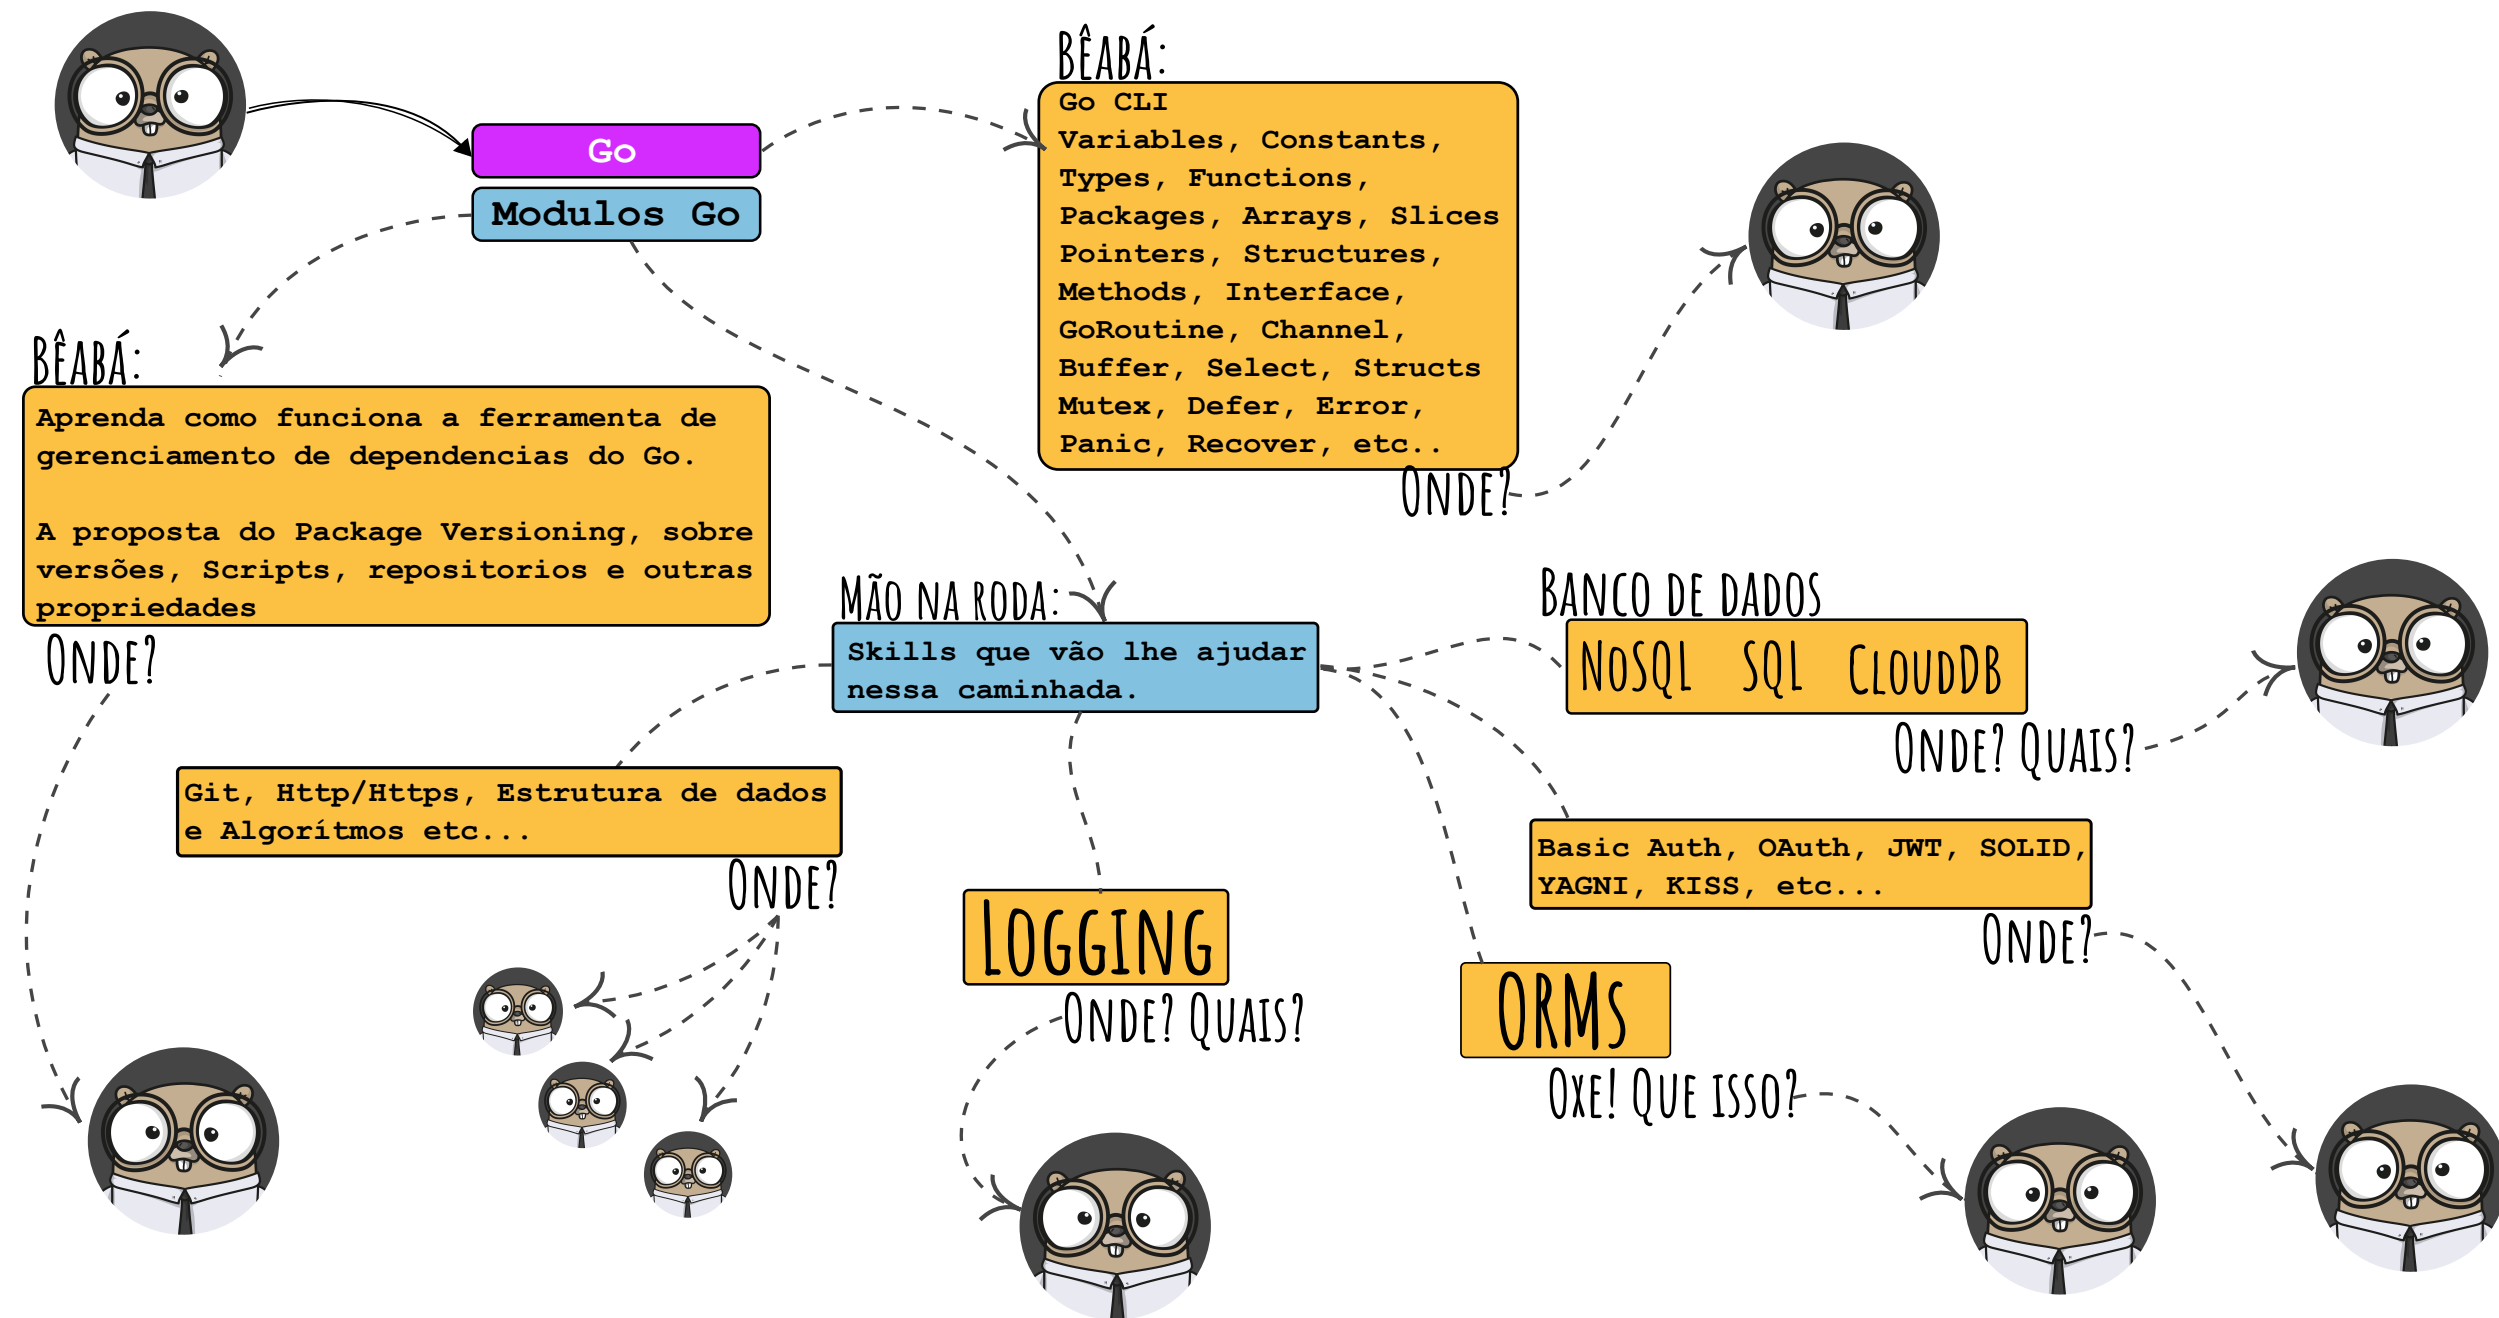 Go
Modulos Go
Bêabá:
Go CLI
Variables, Constants,
Types, Functions,
Packages, Arrays, Slices
Pointers, Structures,
Methods, Interface,
GoRoutine, Channel,
Buffer, Select, Structs
Mutex, Defer, Error,
Panic, Recover, etc..
Onde?
Bêabá:
Aprenda como funciona a ferramenta de
gerenciamento de dependencias do Go.
A proposta do Package Versioning, sobre
versões, Scripts, repositorios e outras
propriedades
Onde?
Mão na roda:
Skills que vão lhe ajudar
nessa caminhada.
Banco de dados
NoSQL SQL CloudDB
Onde? Quais?
Git, Http/Https, Estrutura de dados
e Algorítmos etc...
Onde?
Basic Auth, OAuth, JWT, SOLID,
YAGNI, KISS, etc...
Onde?
Logging
Onde? Quais?
ORMs
Oxe! Que isso?